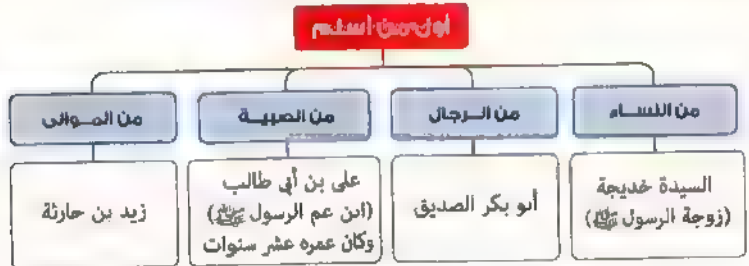 أول من أسلم
من النساء
من الرجال
من الصبية
من الموالى
السيدة خديجة
(زوجة الرسول ﷺ)
أبو بكر الصديق
على بن أبي طالب
(ابن عم الرسول ﷺ)
وكان عمره عشر سنوات
زيد بن حارثة